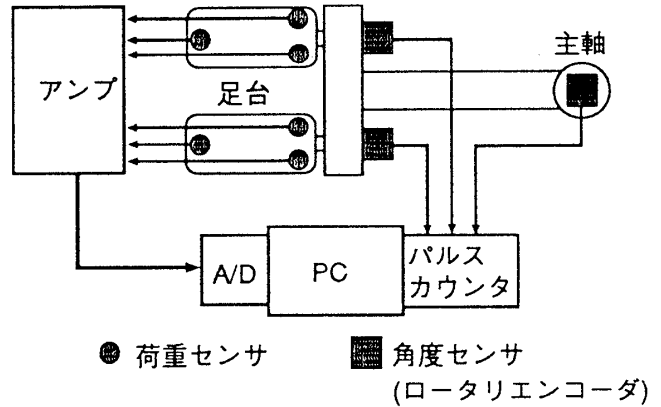 主軸
アンプ
足台
A/D
PC
パルス
カウンタ
荷重センサ
角度センサ
(ロータリエンコーダ)